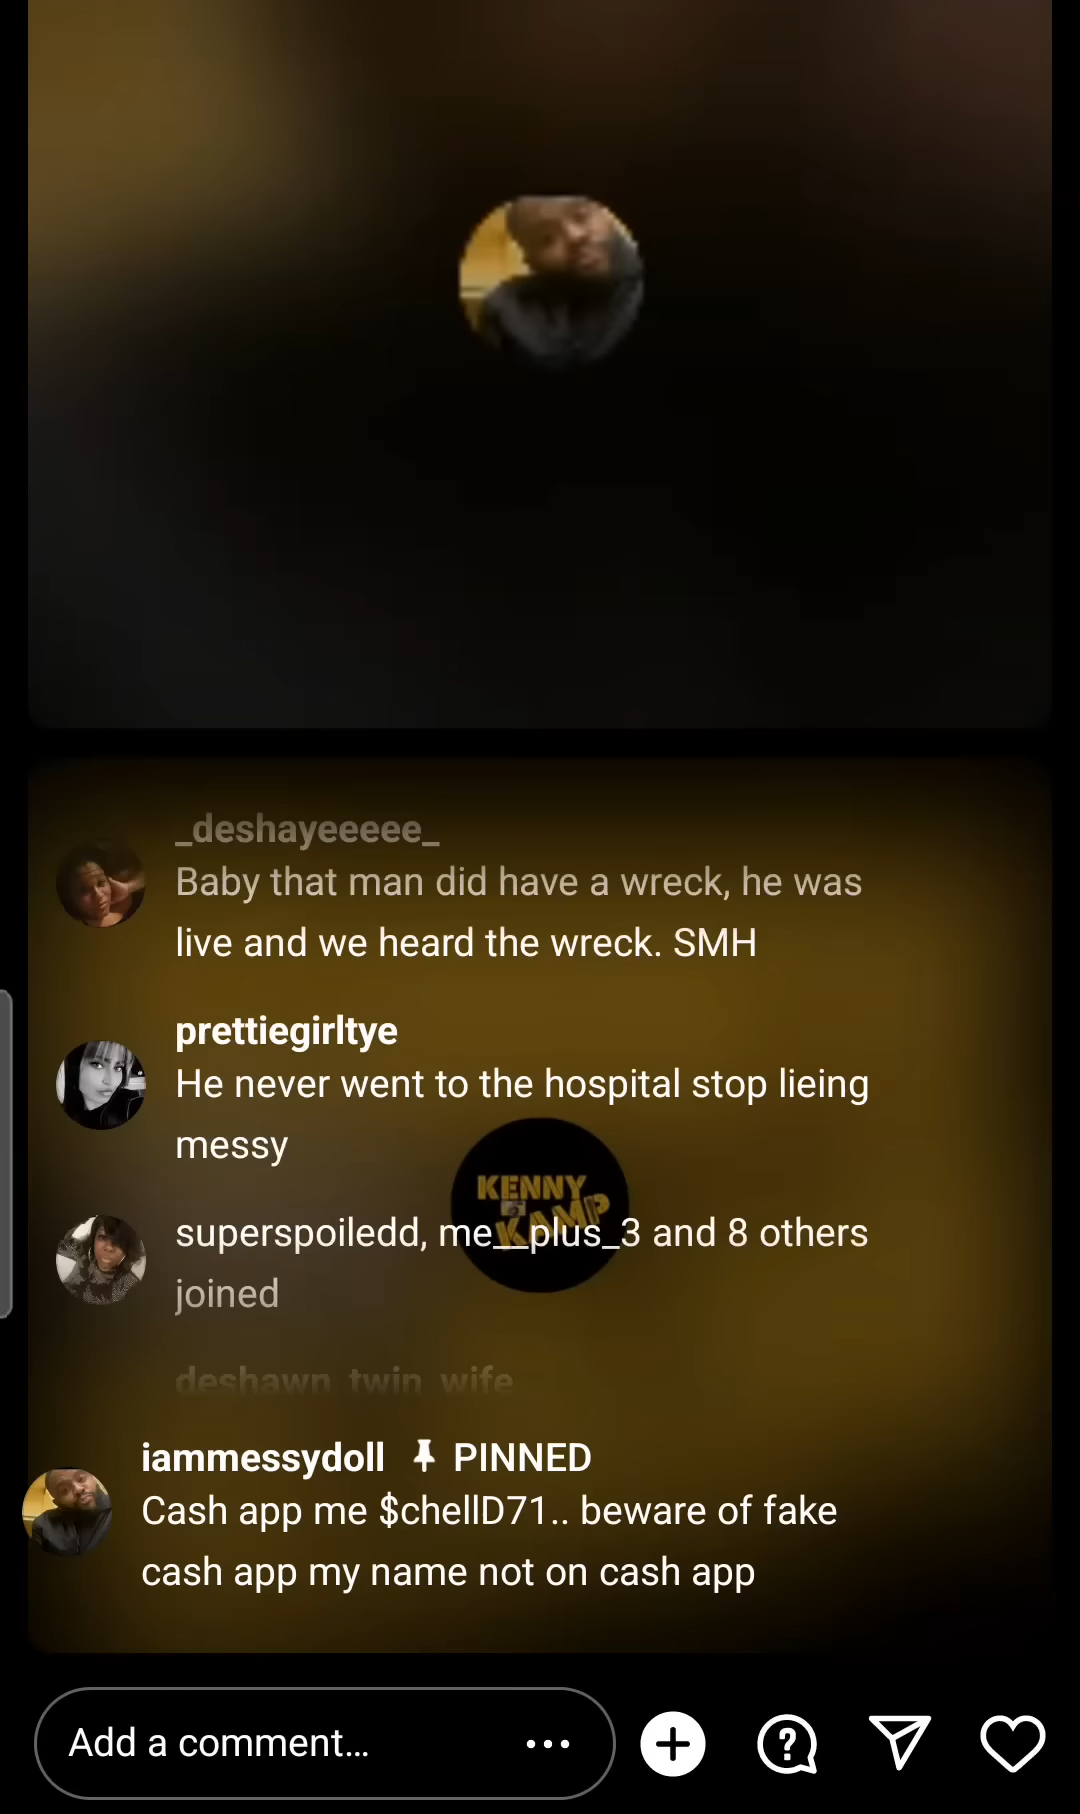 _deshayeeeee_
Baby that man did have a wreck, he was
live and we heard the wreck. SMH
prettiegirltye
He never went to the hospital stop lieing
messy
KENNY
KAMP
superspoiledd, me__plus_3 and 8 others
joined
deshawn_twin_wife
iammessydoll PINNED
Cash app me $chellD71.. beware of fake
cash app my name not on cash app
Add a comment...